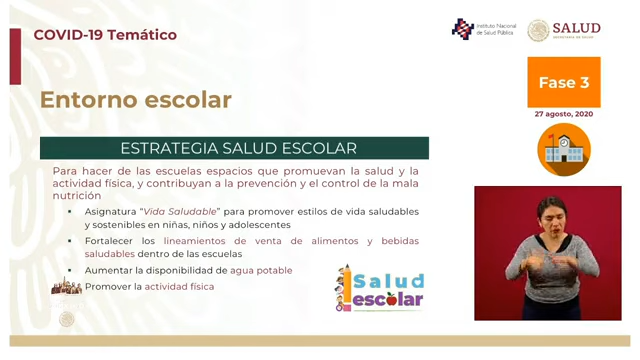 COVID-19 Temático
Instituto Nacional
de Salud Pública
SALUD
SECRETARÍA DE SALUD
Fase 3
27 agosto, 2020
Entorno escolar
ESTRATEGIA SALUD ESCOLAR
Para hacer de las escuelas espacios que promuevan la salud y la
actividad física, y contribuyan a la prevención y el control de la mala
nutrición
▪ Asignatura “Vida Saludable” para promover estilos de vida saludables
y sostenibles en niñas, niños y adolescentes
▪ Fortalecer los lineamientos de venta de alimentos y bebidas
saludables dentro de las escuelas
▪ Aumentar la disponibilidad de agua potable
Promover la actividad física
Salud
escolar